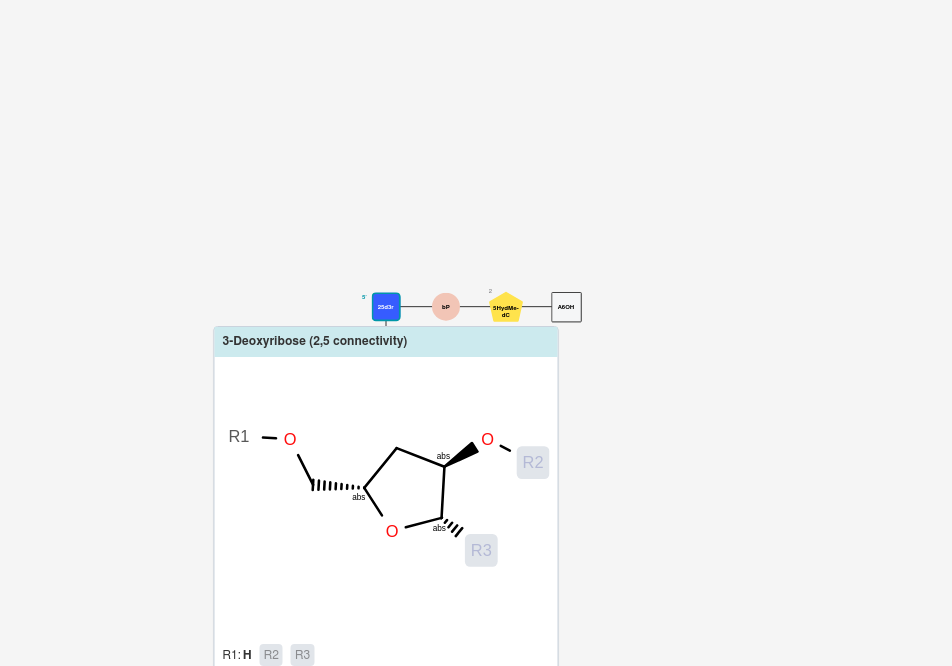 2
5'
25d3r
bP
5HydMe-
dC
A6OH
3-Deoxyribose (2,5 connectivity)
R1
O
O
abs
R2
abs
O
abs
R3
R1: H R2 R3